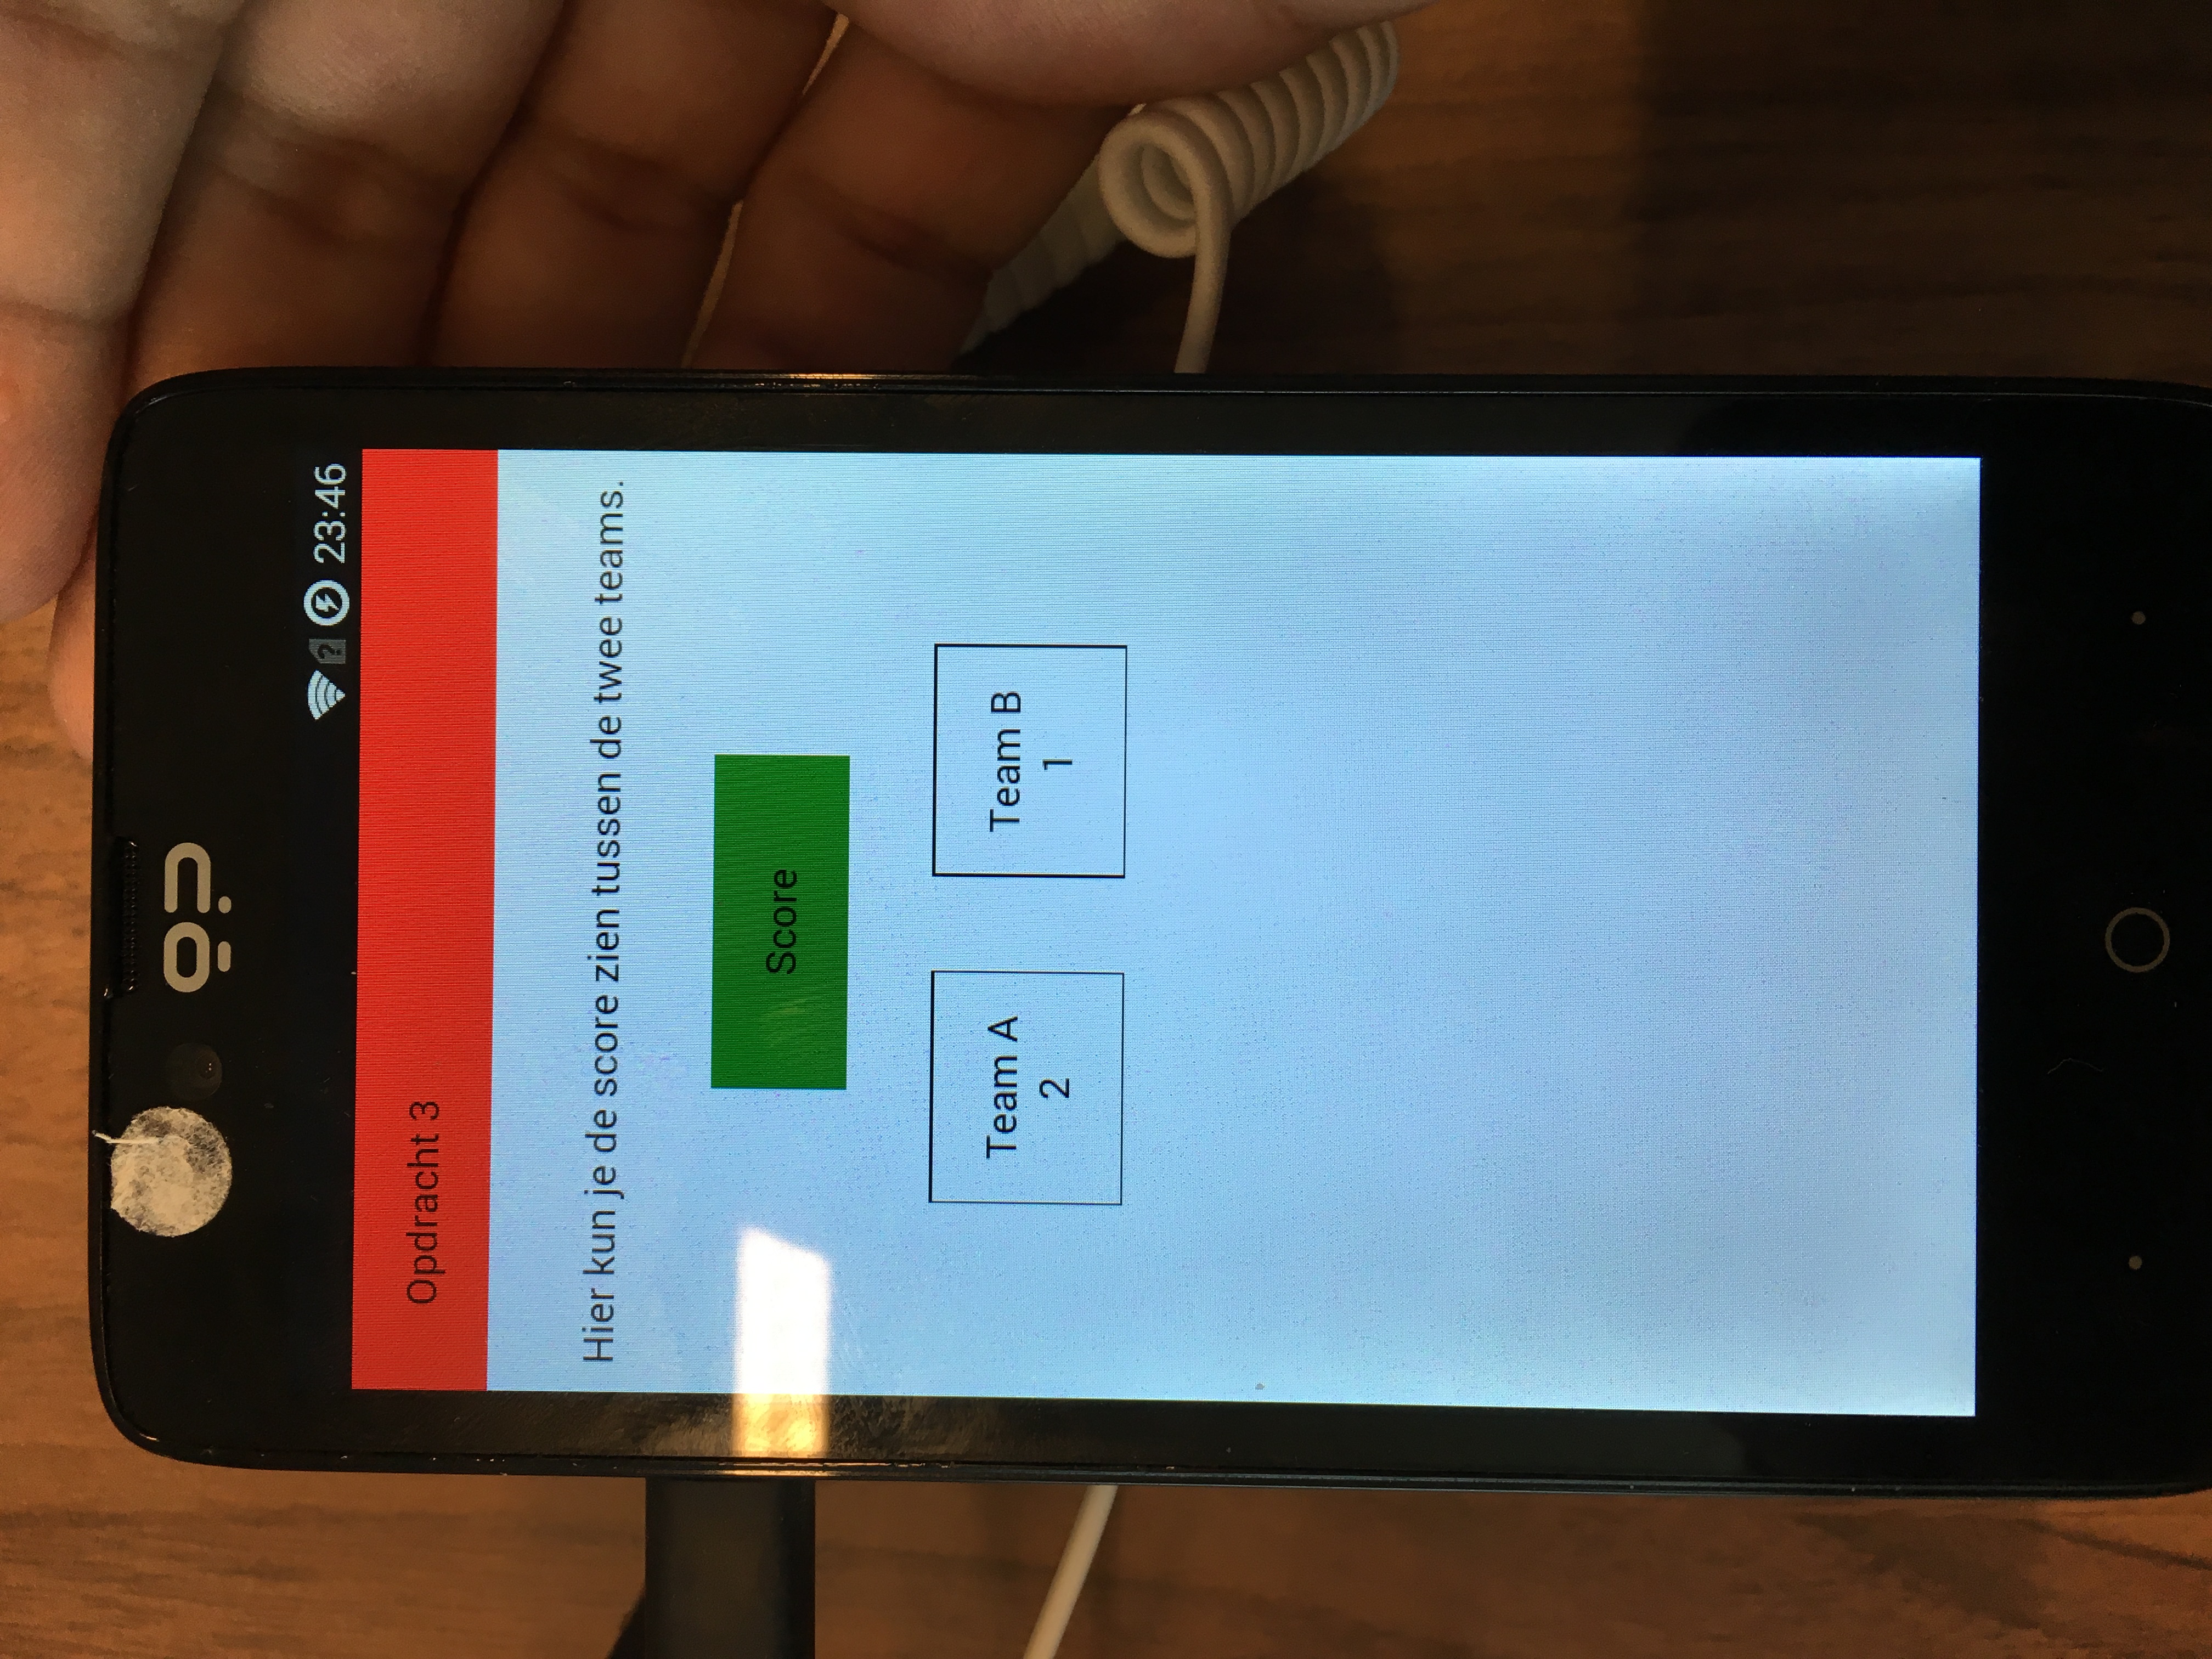 23:46
Opdracht 3
Hier kun je de score zien tussen de twee teams.
Score
Team A
2
Team B
1